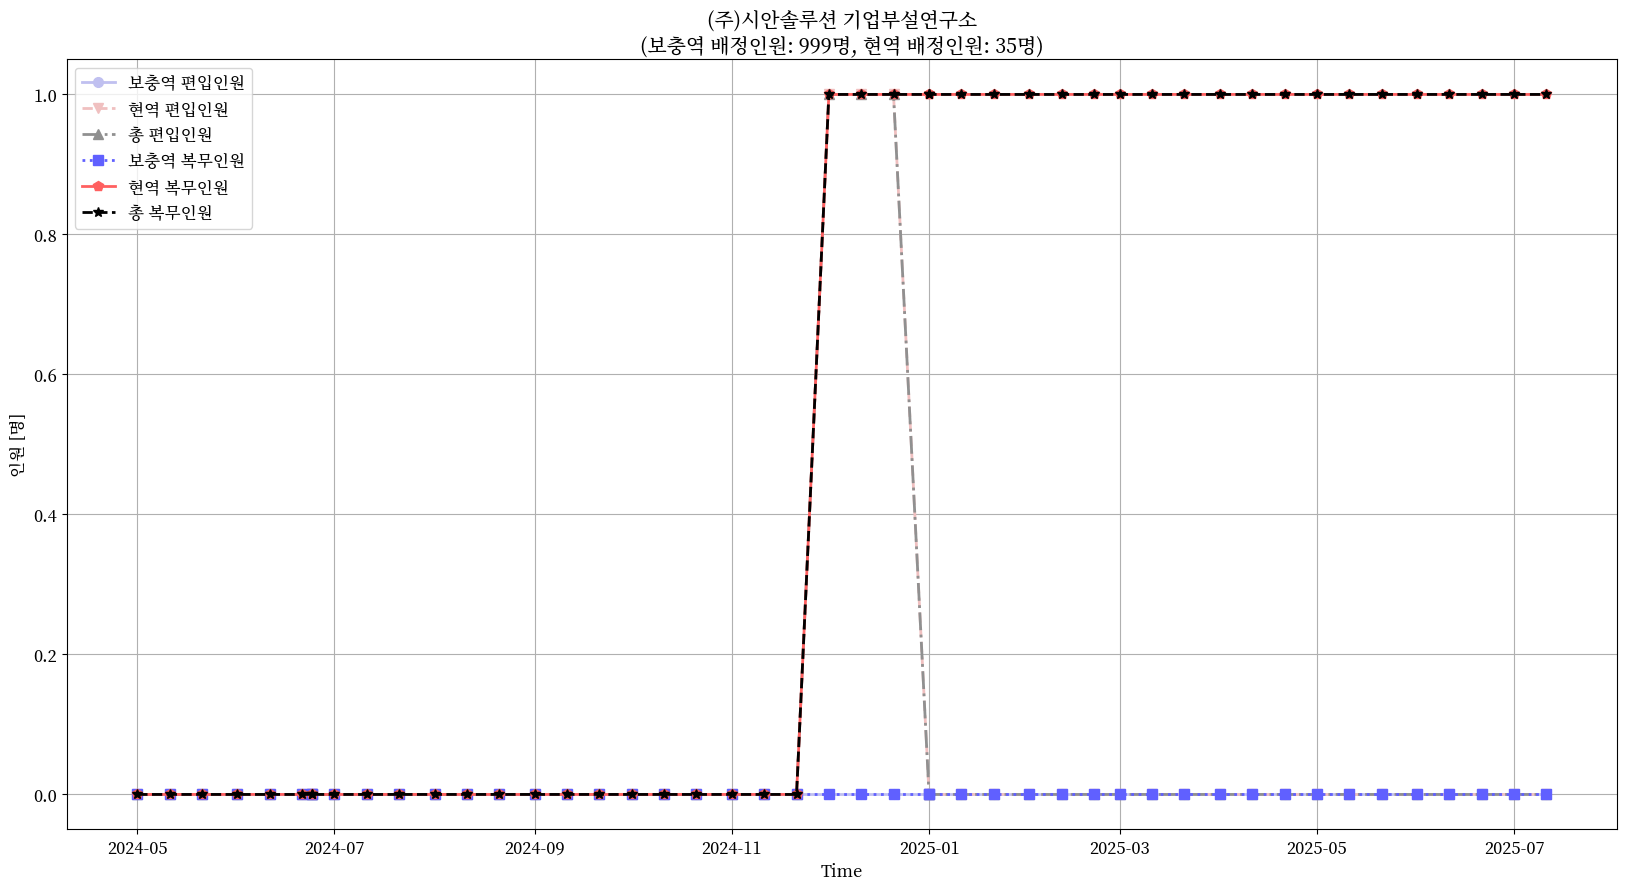 (주)시안솔루션 기업부설연구소
(보충역 배정인원: 999명, 현역 배정인원: 35명)
보충역 편입인원
현역 편입인원
총 편입인원
보충역 복무인원
현역 복무인원
총 복무인원
1.0
0.8
0.6
0.4
0.2
0.0
인원 [명]
2024-05 2024-07 2024-09 2024-11 2025-01 2025-03 2025-05 2025-07
Time